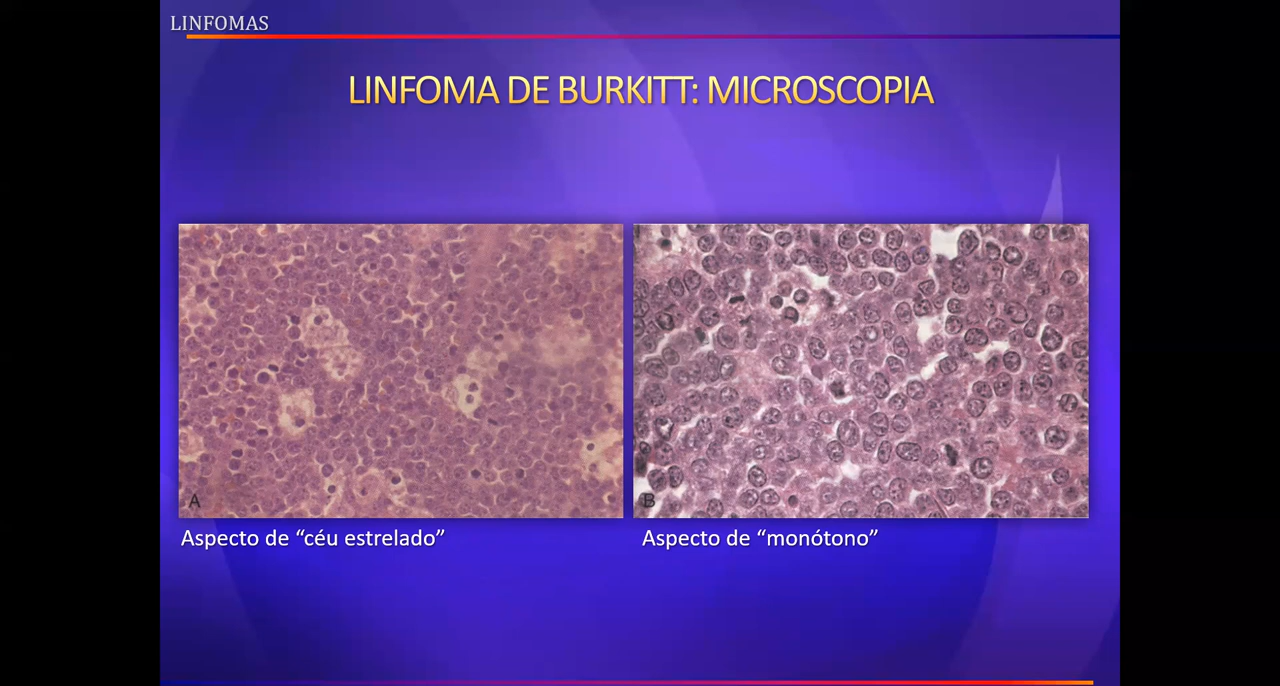 LINFOMAS
LINFOMA DE BURKITT: MICROSCOPIA
A
B
Aspecto de “céu estrelado”
Aspecto de “monótono”